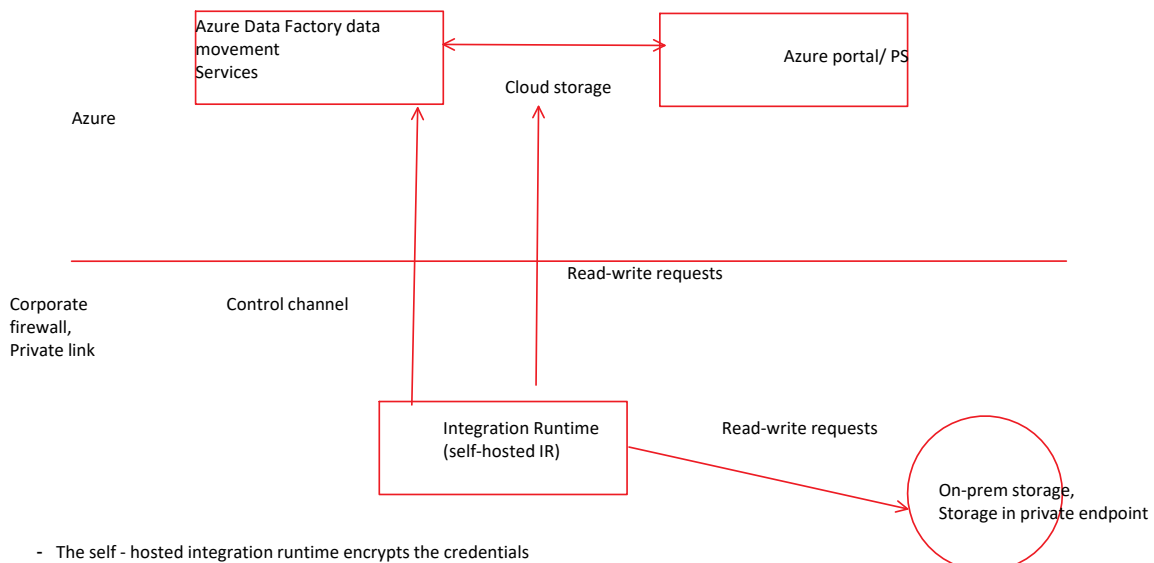 Azure Data Factory data
movement
Services
Azure portal/ PS
Cloud storage
Azure
Read-write requests
Corporate
firewall,
Private link
Control channel
Integration Runtime
(self-hosted IR)
Read-write requests
On-prem storage,
Storage in private endpoint
- The self - hosted integration runtime encrypts the credentials